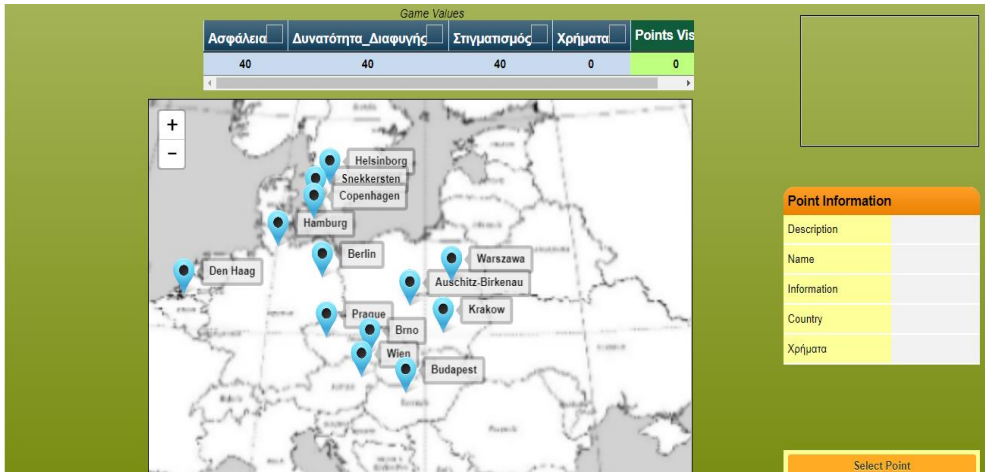 Game Values
Ασφάλεια Δυνατότητα_Διαφυγής Στιγματισμός Χρήματα Points Vis
40 40 40 0 0
+
−
Helsinborg
Snekkersten
Copenhagen
Hamburg
Berlin
Warszawa
Den Haag
Auschitz-Birkenau
Krakow
Prague
Brno
Wien
Budapest
Point Information
Description
Name
Information
Country
Χρήματα
Select Point